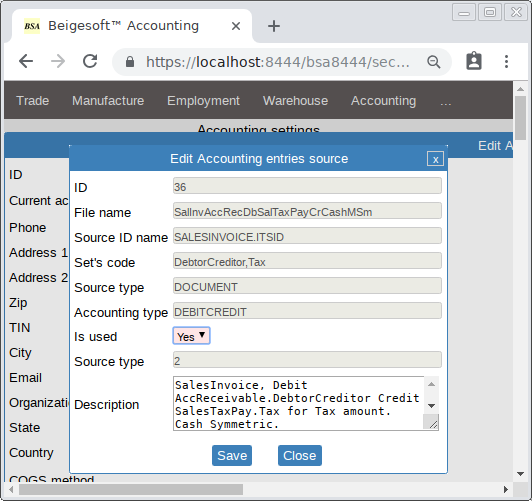 BSA Beigesoft™ Accounting
https://localhost:8444/bsa8444/sec...
Trade Manufacture Employment Warehouse Accounting ...
Accounting settings
Edit A
Edit Accounting entries source x
ID
Current ac
Phone
Address 1
Address 2
Zip
TIN
City
Email
Organizatio
State
Country
COGS method
ID 36
File name SalInvAccRecDbSalTaxPayCrCashMSm
Source ID name SALESINVOICE.ITSID
Set's code DebtorCreditor,Tax
Source type DOCUMENT
Accounting type DEBITCREDIT
Is used Yes
Source type 2
Description
SalesInvoice, Debit
AccReceivable.DebtorCreditor Credit
SalesTaxPay.Tax for Tax amount.
Cash Symmetric.
Save Close